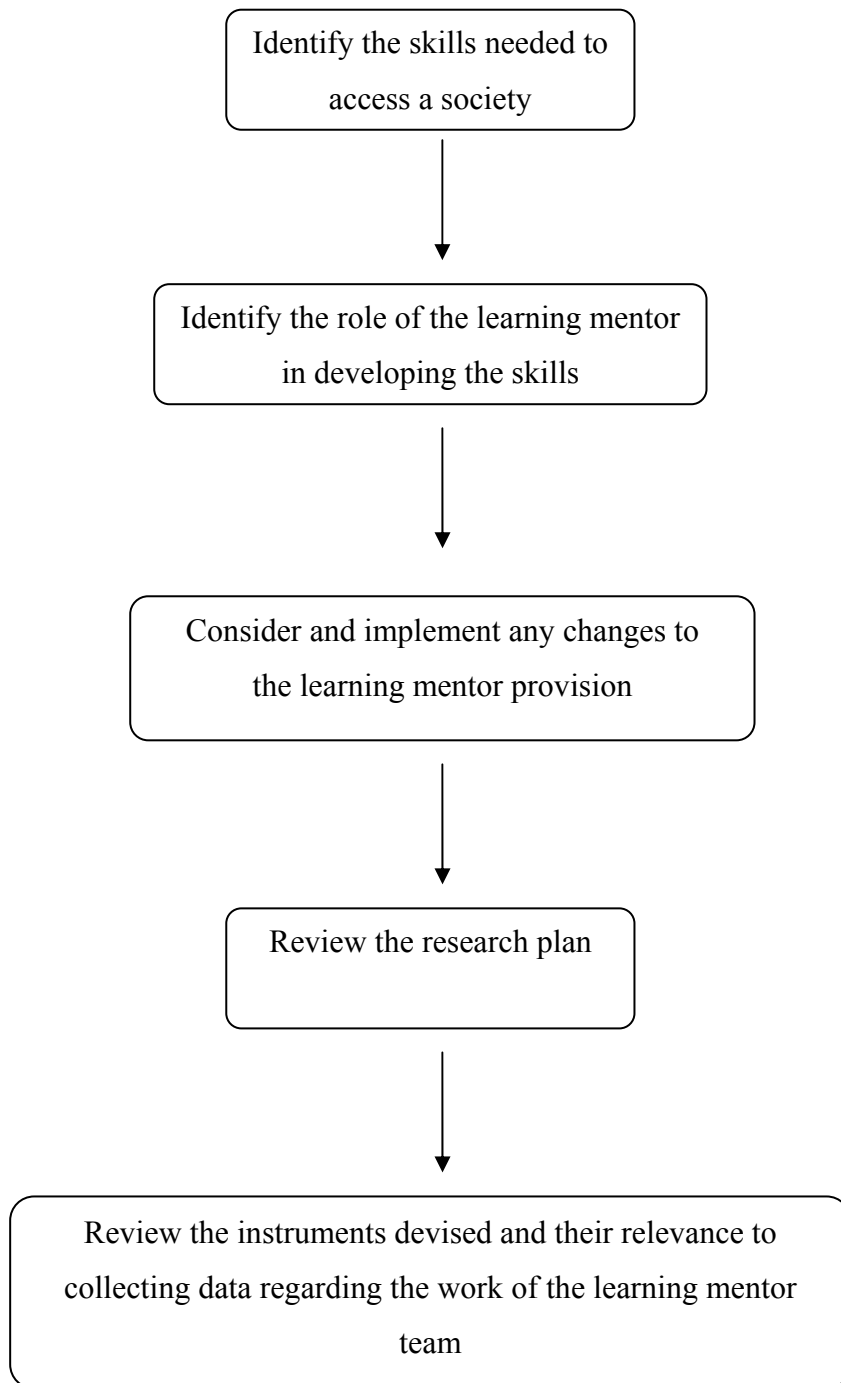 Identify the skills needed to
access a society
Identify the role of the learning mentor
in developing the skills
Consider and implement any changes to
the learning mentor provision
Review the research plan
Review the instruments devised and their relevance to
collecting data regarding the work of the learning mentor
team